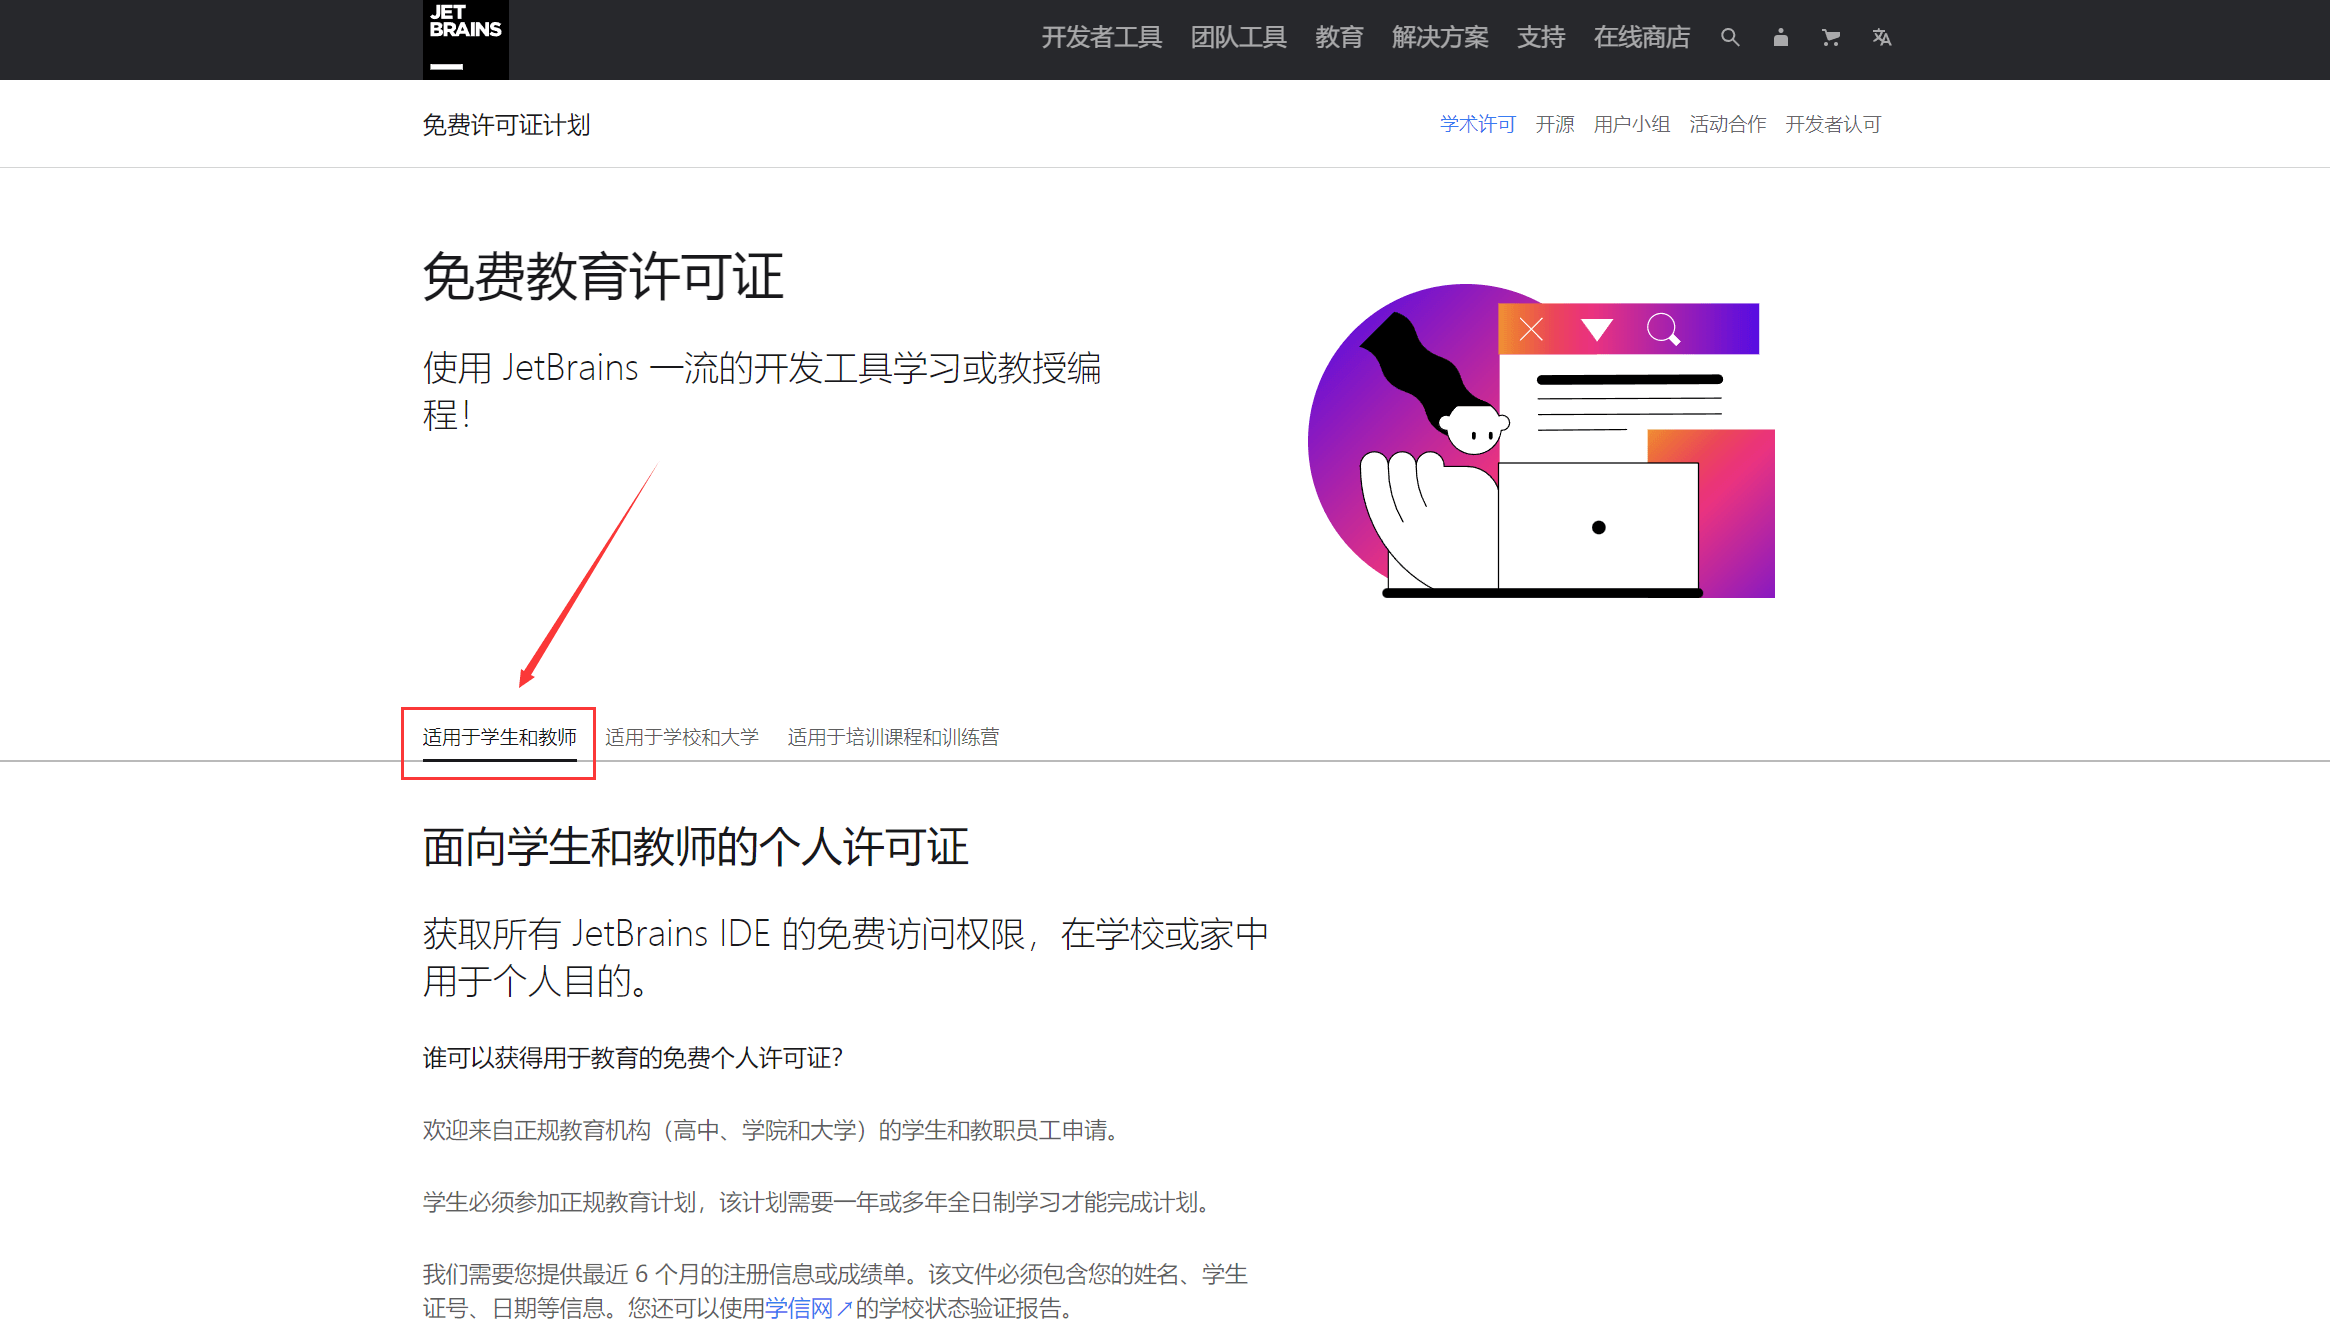 JET
BRAINS
开发者工具 团队工具 教育 解决方案 支持 在线商店
免费许可证计划
学术许可 开源 用户小组 活动合作 开发者认可
免费教育许可证
使用 JetBrains 一流的开发工具学习或教授编
程！
适用于学生和教师 适用于学校和大学 适用于培训课程和训练营
面向学生和教师的个人许可证
获取所有 JetBrains IDE 的免费访问权限，在学校或家中
用于个人目的。
谁可以获得用于教育的免费个人许可证？
欢迎来自正规教育机构（高中、学院和大学）的学生和教职员工申请。
学生必须参加正规教育计划，该计划需要一年或多年全日制学习才能完成计划。
我们需要您提供最近 6 个月的注册信息或成绩单。该文件必须包含您的姓名、学生
证号、日期等信息。您还可以使用学信网↗的学校状态验证报告。